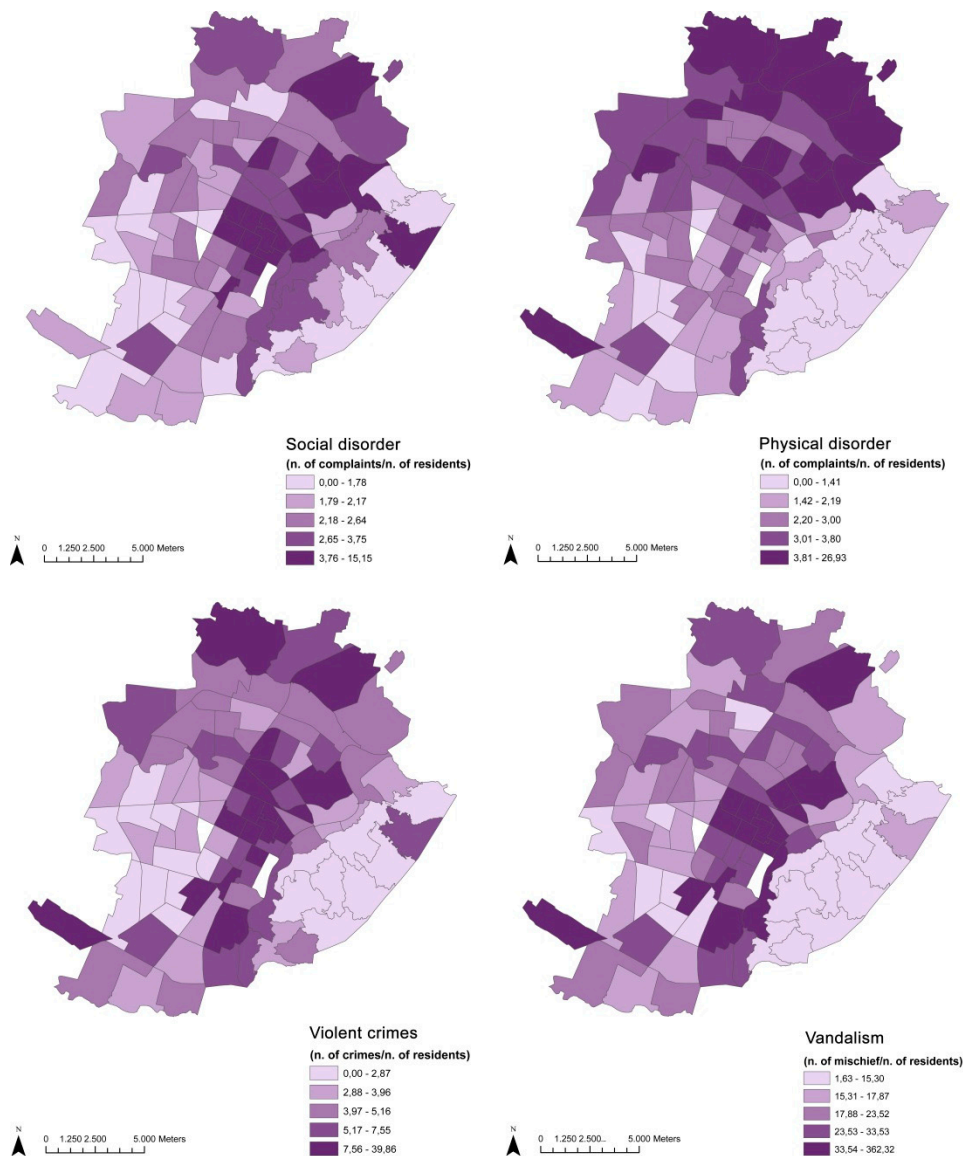 Social disorder
(n. of complaints/n. of residents)
0,00 - 1,78
1,79 - 2,17
2,18 - 2,64
2,65 - 3,75
3,76 - 15,15
N
0 1.250 2.500 5.000 Meters
Physical disorder
(n. of complaints/n. of residents)
0,00 - 1,41
1,42 - 2,19
2,20 - 3,00
3,01 - 3,80
3,81 - 26,93
N
0 1.250 2.500 5.000 Meters
Violent crimes
(n. of crimes/n. of residents)
0,00 - 2,87
2,88 - 3,96
3,97 - 5,16
5,17 - 7,55
7,56 - 39,86
N
0 1.250 2.500 5.000 Meters
Vandalism
(n. of mischief/n. of residents)
1,63 - 15,30
15,31 - 17,87
17,88 - 23,52
23,53 - 33,53
33,54 - 362,32
N
0 1.250 2.500.. 5.000 Meters